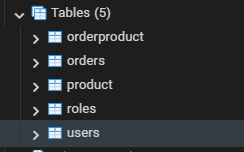 Tables (5)
orderproduct
orders
product
roles
users